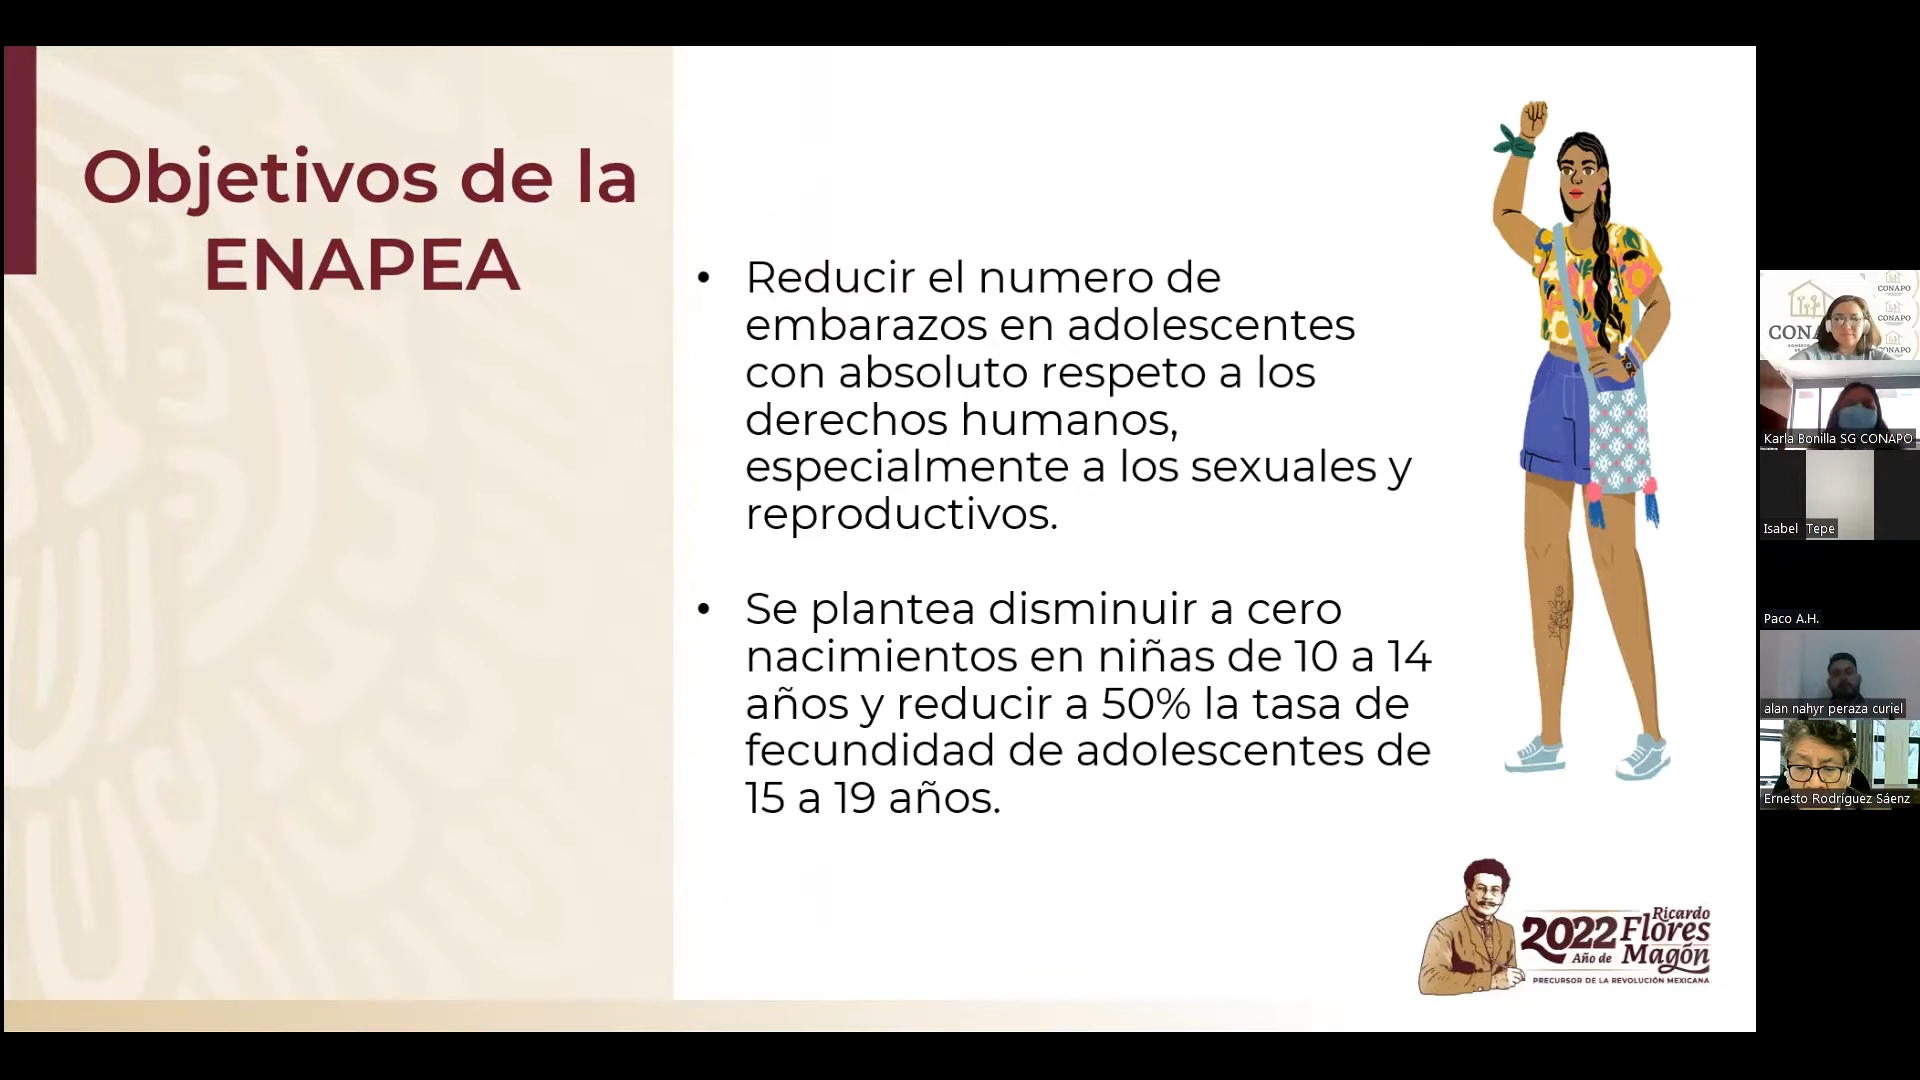 Objetivos de la
ENAPEA
• Reducir el numero de
embarazos en adolescentes
con absoluto respeto a los
derechos humanos,
especialmente a los sexuales y
reproductivos.
• Se plantea disminuir a cero
nacimientos en niñas de 10 a 14
años y reducir a 50% la tasa de
fecundidad de adolescentes de
15 a 19 años.
2022 Ricardo
Flores
Año de Magón
PRECURSOR DE LA REVOLUCIÓN MEXICANA
CONAPO
CONAPO
CONAPO
CONA
Karla Bonilla SG CONAPO
Isabel Tepe
Paco A.H.
alan nahyr peraza curiel
Ernesto Rodríguez Sáenz